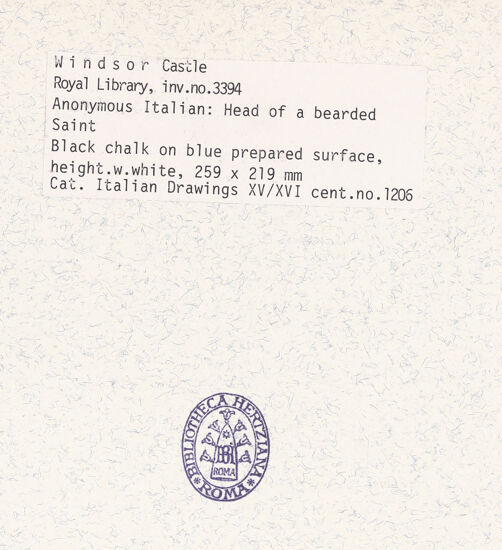 Windsor Castle
Royal Library, inv.no.3394
Anonymous Italian: Head of a bearded
Saint
Black chalk on blue prepared surface,
height.w.white, 259 x 219 mm
Cat. Italian Drawings XV/XVI cent.no.1206
BIBLIOTHECA HERTZIANA
BH
ROMA
* ROMA *